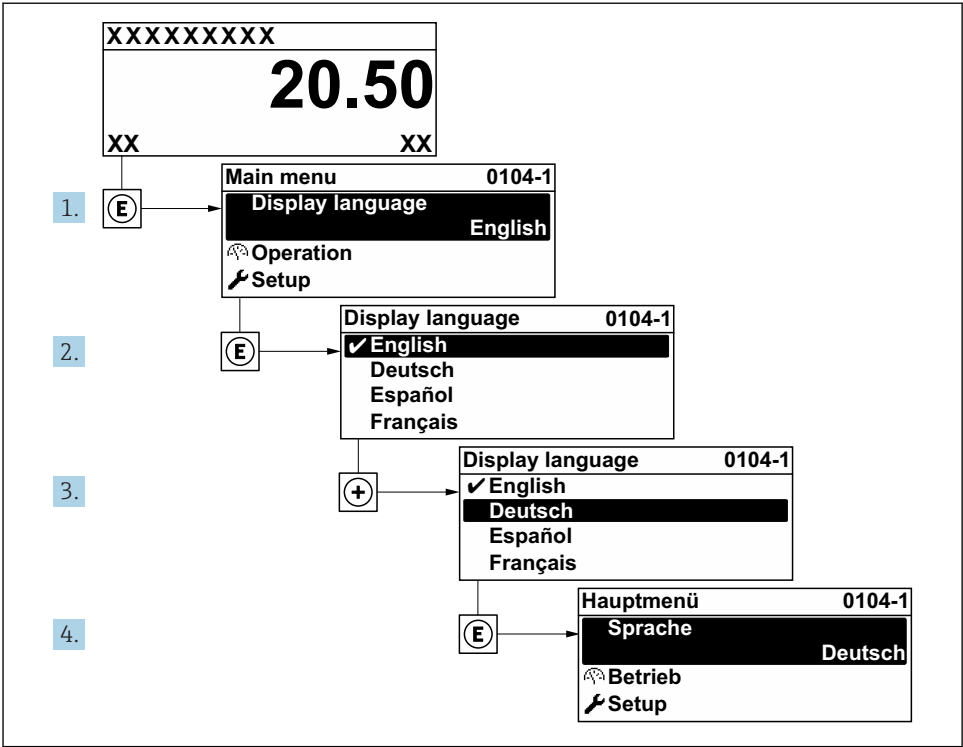 XXXXXXXXX
20.50
XX XX
1. E
Main menu 0104-1
Display language
English
Operation
Setup
2. E
Display language 0104-1
✔English
Deutsch
Español
Français
3. +
Display language 0104-1
✔English
Deutsch
Español
Français
4. E
Hauptmenü 0104-1
Sprache
Deutsch
Betrieb
Setup